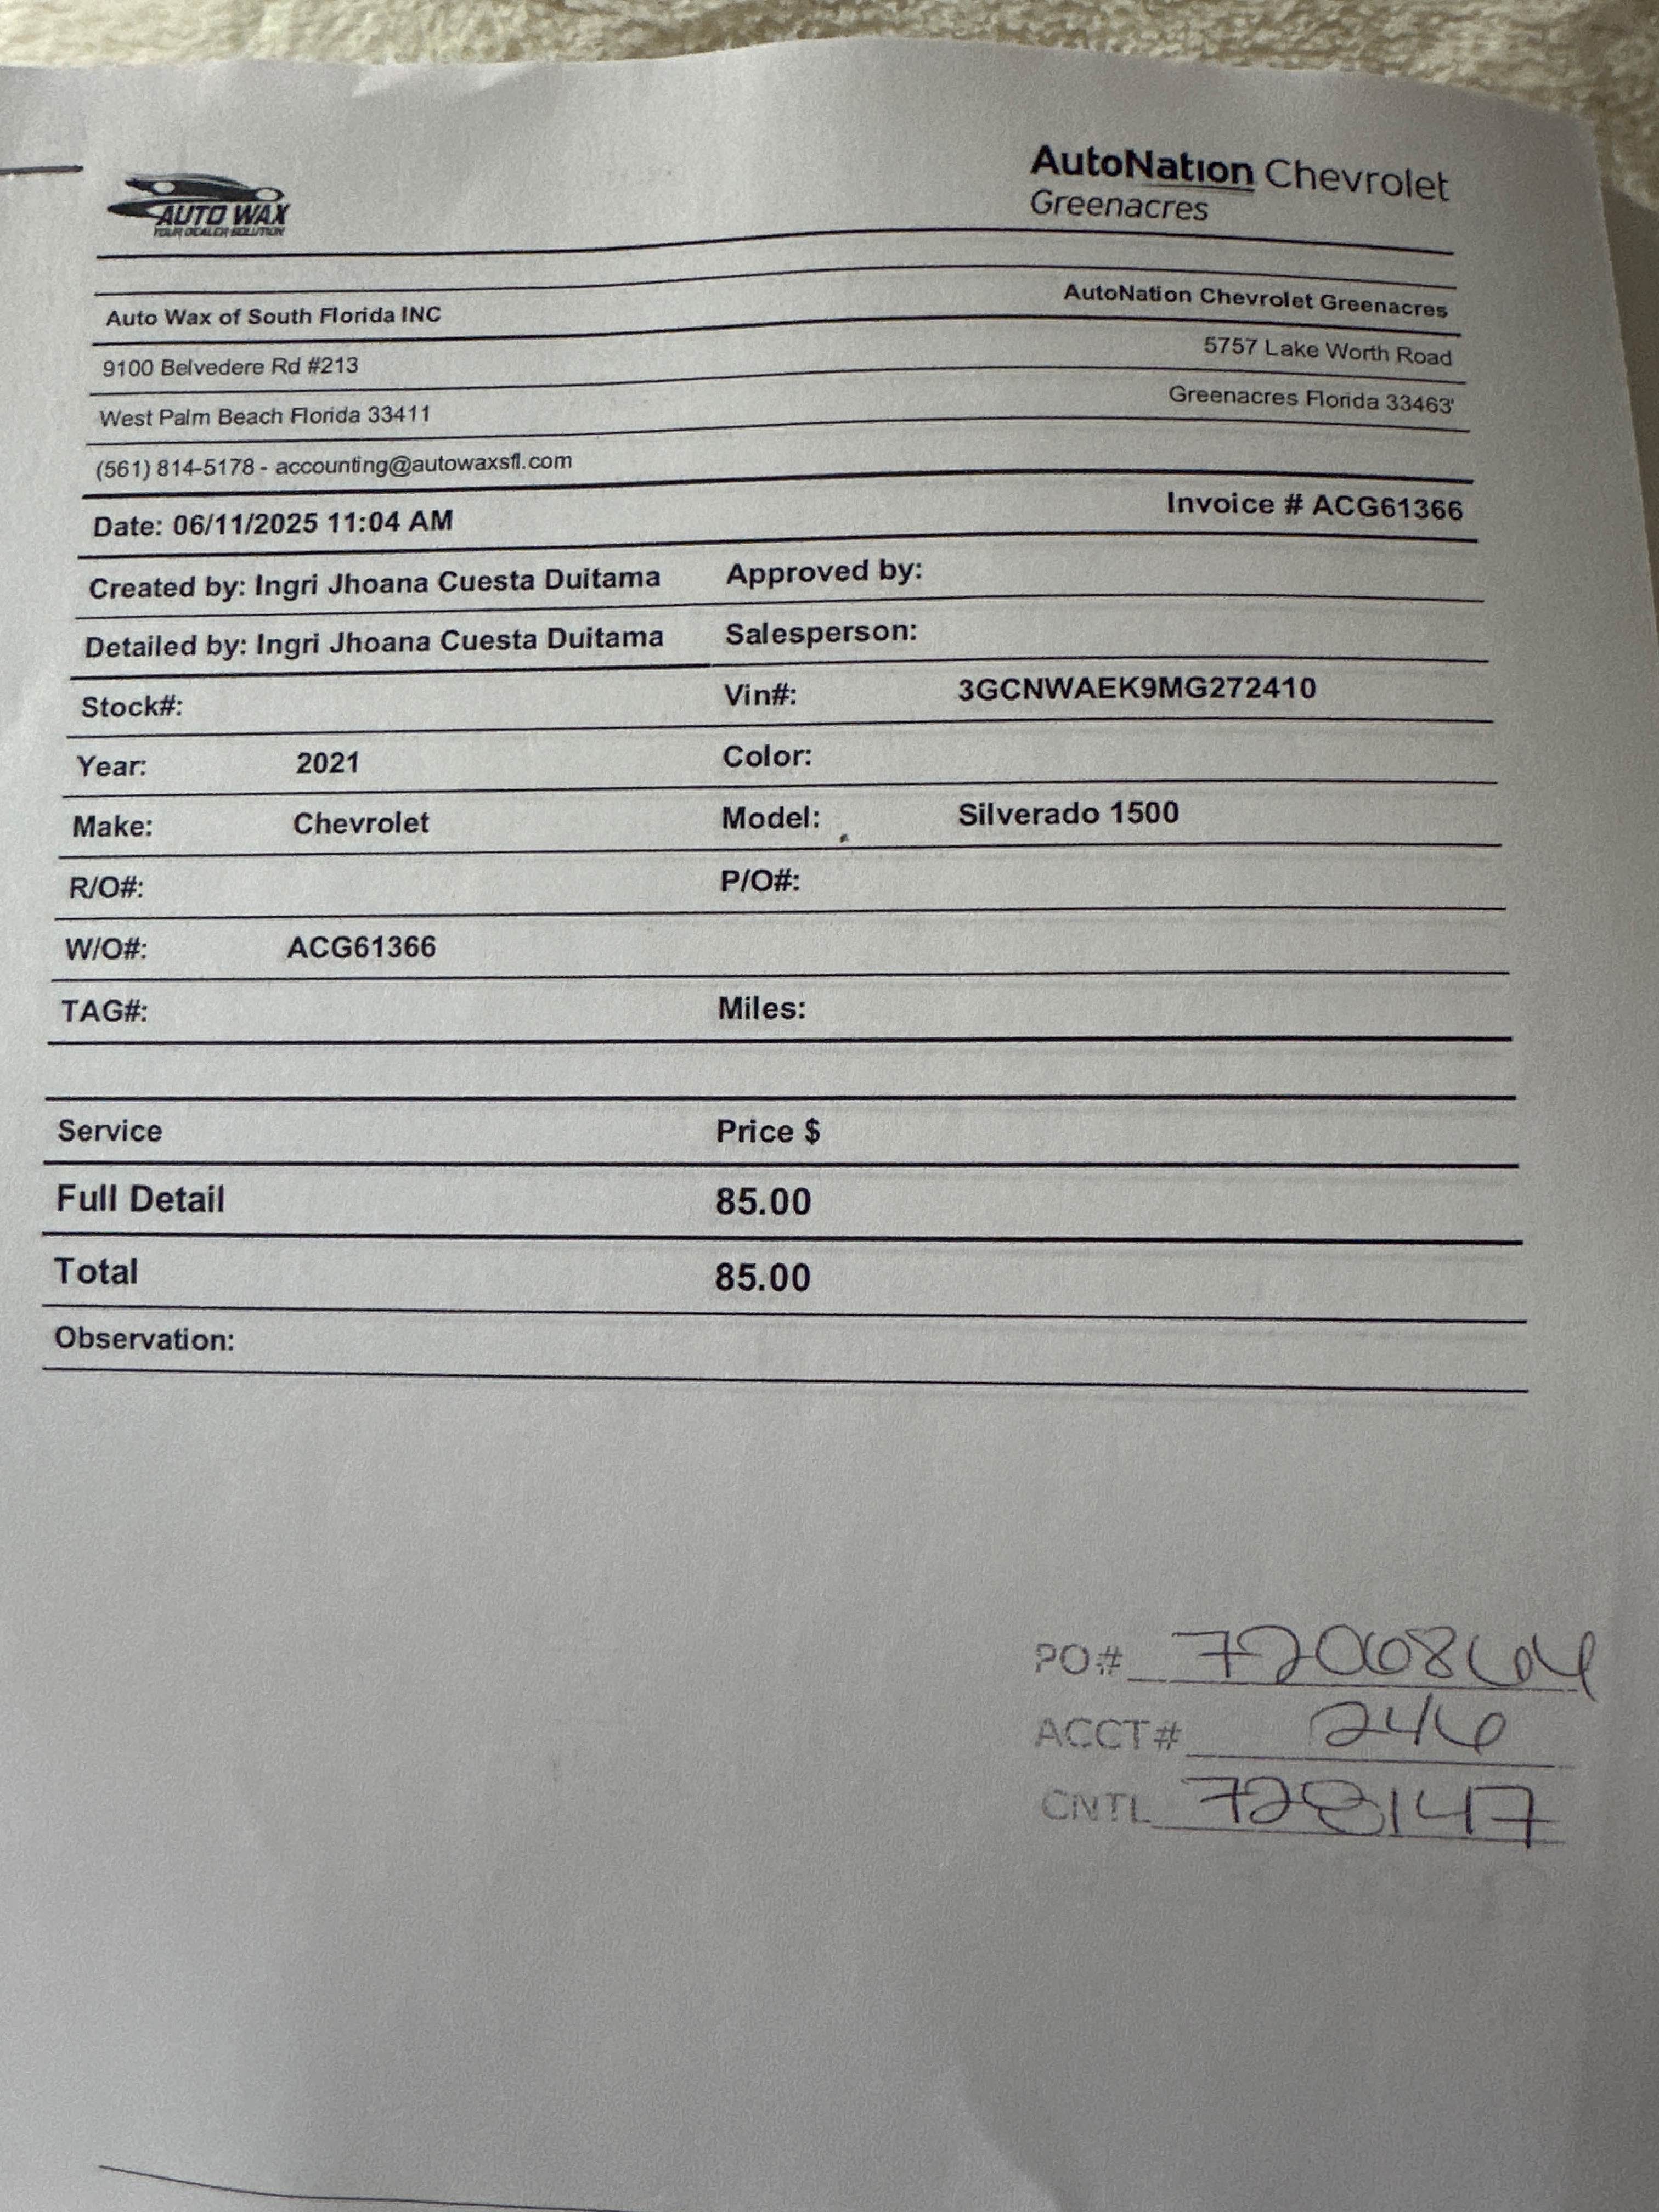 AUTO WAX
YOUR DEALER SOLUTION
AutoNation Chevrolet
Greenacres
Auto Wax of South Florida INC
AutoNation Chevrolet Greenacres
9100 Belvedere Rd #213
5757 Lake Worth Road
West Palm Beach Florida 33411
Greenacres Florida 33463'
(561) 814-5178 - accounting@autowaxsfl.com
Date: 06/11/2025 11:04 AM
Invoice # ACG61366
Created by: Ingri Jhoana Cuesta Duitama Approved by:
Detailed by: Ingri Jhoana Cuesta Duitama Salesperson:
Stock#: Vin#: 3GCNWAEK9MG272410
Year: 2021 Color:
Make: Chevrolet Model: Silverado 1500
R/O#: P/O#:
W/O#: ACG61366
TAG#: Miles:
Service Price $
Full Detail 85.00
Total 85.00
Observation:
PO# 7206864
ACCT# 246
CNTL 728147